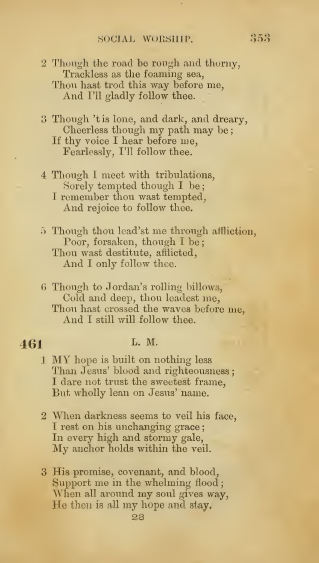 SOCIAL WORSHIP. 353
2 Though the road be rough and thorny,
Trackless as the foaming sea,
Thou hast trod this way before me,
And I'll gladly follow thee.
3 Though 't is lone, and dark, and dreary,
Cheerless though my path may be;
If thy voice I hear before me,
Fearlessly, I'll follow thee.
4 Though I meet with tribulations,
Sorely tempted though I be;
I remember thou wast tempted,
And rejoice to follow thee.
5 Though thou lead'st me through affliction,
Poor, forsaken, though I be;
Thou wast destitute, afflicted,
And I only follow thee.
6 Though to Jordan's rolling billows,
Cold and deep, thou leadest me,
Thou hast crossed the waves before me,
And I still will follow thee.
461 L. M.
1 MY hope is built on nothing less
Than Jesus' blood and righteousness;
I dare not trust the sweetest frame,
But wholly lean on Jesus' name.
2 When darkness seems to veil his face,
I rest on his unchanging grace;
In every high and stormy gale,
My anchor holds within the veil.
3 His promise, covenant, and blood,
Support me in the whelming flood;
When all around my soul gives way,
He then is all my hope and stay.
23